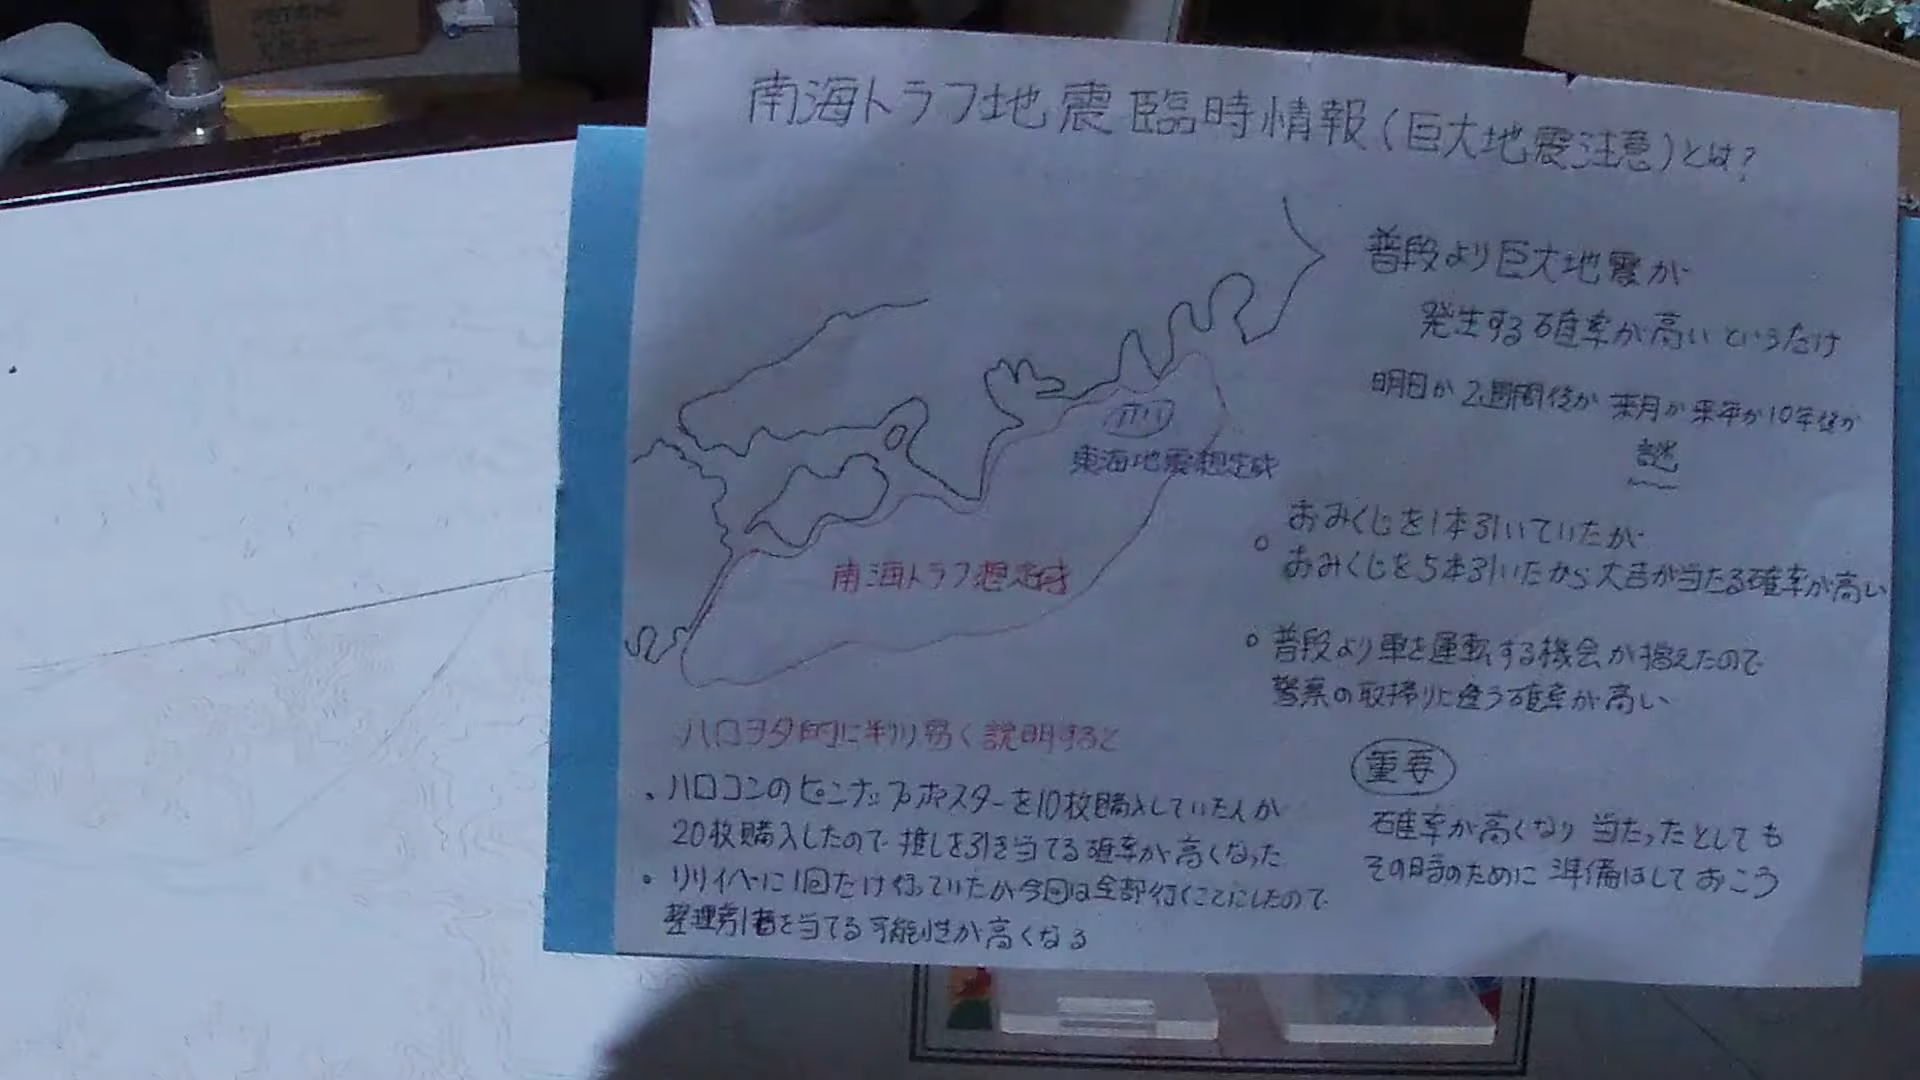 南海トラフ地震臨時情報(巨大地震注意)とは?
普段より巨大地震が
発生する確率が高いというだけ
明日か2週間後か来月か来年か10年後か
謎
東海地震想定域
南海トラフ想定域
おみくじを1本引いていたが
おみくじを5本引いたから大吉が当たる確率が高い
普段より車を運転する機会が増えたので
警察の取締りに逢う確率が高い
ハロヲタ的に判り易く説明すると
・ハロコンのピンナップポスターを10枚購入していた人が
20枚購入したので推しを引き当てる確率が高くなった
・リリイベに1回だけ行っていたが今回は全部行くことにしたので
整理券1番を当てる可能性が高くなる
重要
確率が高くなり当たったとしても
その時のために準備はしておこう